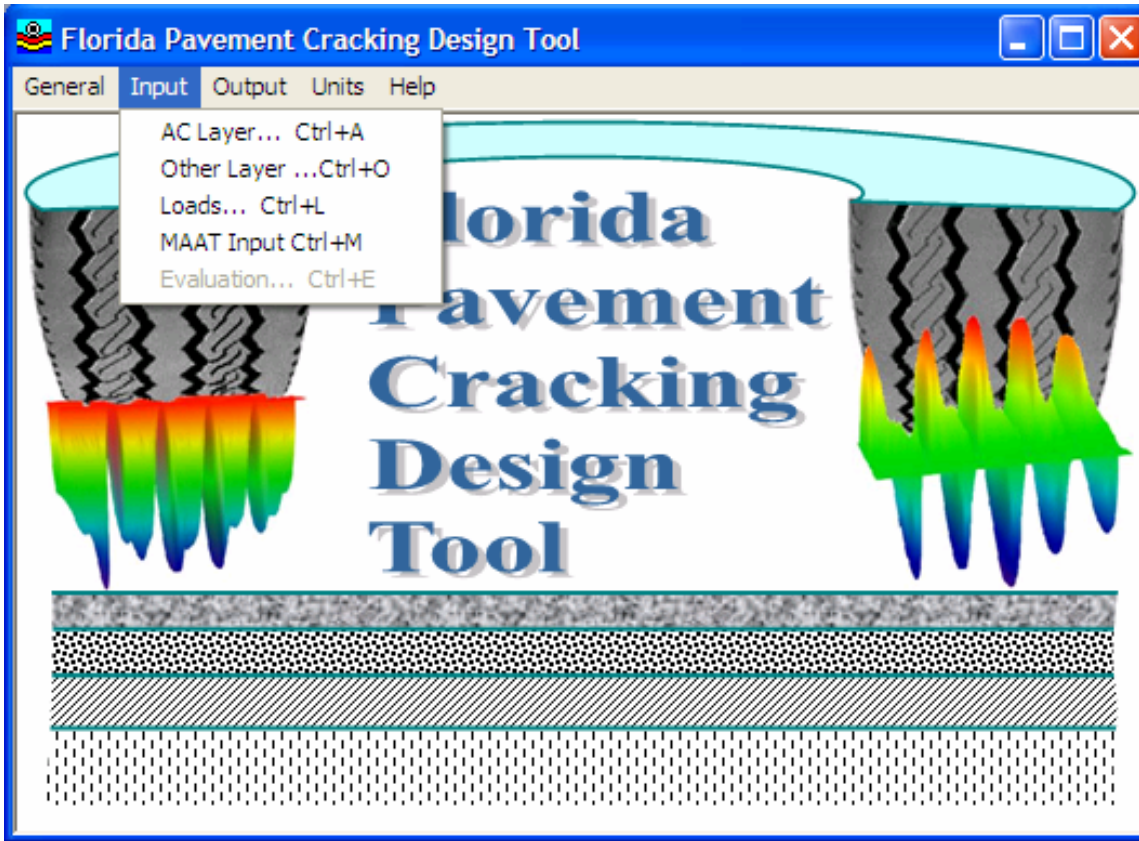 Florida Pavement Cracking Design Tool
General Input Output Units Help
AC Layer... Ctrl+A
Other Layer ...Ctrl+O
Loads... Ctrl+L
MAAT Input Ctrl+M
Evaluation... Ctrl+E
lorida
Pavement
Cracking
Design
Tool